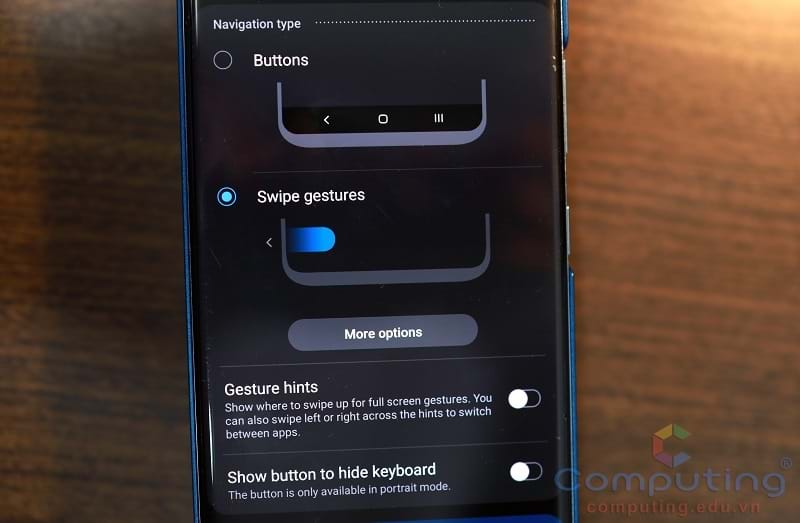 Navigation type
Buttons
Swipe gestures
More options
Gesture hints
Show where to swipe up for full screen gestures. You
can also swipe left or right across the hints to switch
between apps.
Show button to hide keyboard
The button is only available in portrait mode.
Computing®
computing.edu.vn